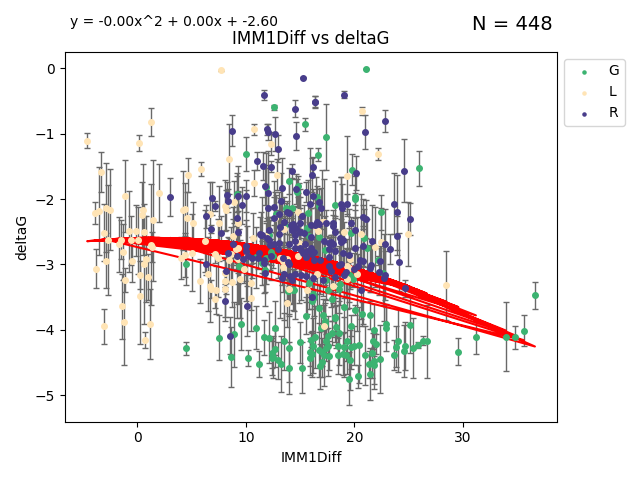 y = -0.00x^2 + 0.00x + -2.60
N = 448
IMM1Diff vs deltaG
G
L
R
0
−1
−2
−3
−4
−5
deltaG
0 10 20 30
IMM1Diff